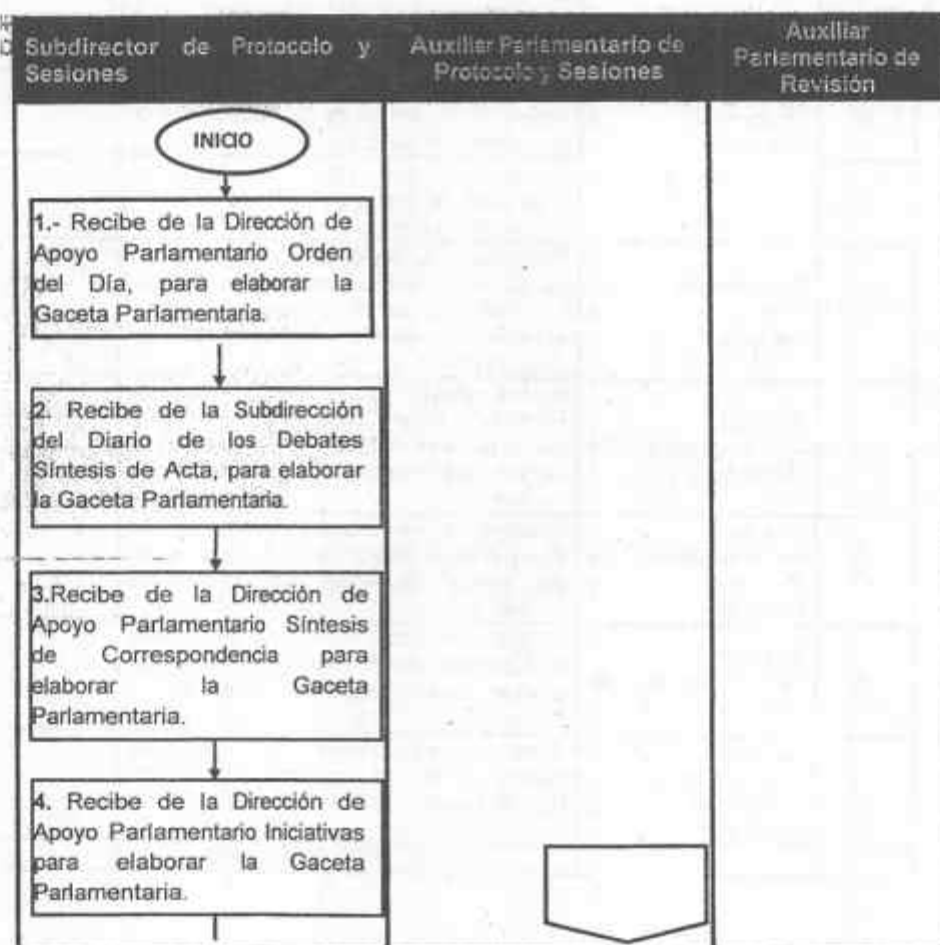 Subdirector de Protocolo y
Sesiones
Auxiliar Parlamentario de
Protocolo y Sesiones
Auxiliar
Parlamentario de
Revisión
INICIO
1.- Recibe de la Dirección de
Apoyo Parlamentario Orden
del Día, para elaborar la
Gaceta Parlamentaria.
2. Recibe de la Subdirección
del Diario de los Debates
Síntesis de Acta, para elaborar
la Gaceta Parlamentaria.
3.Recibe de la Dirección de
Apoyo Parlamentario Síntesis
de Correspondencia para
elaborar la Gaceta
Parlamentaria.
4. Recibe de la Dirección de
Apoyo Parlamentario Iniciativas
para elaborar la Gaceta
Parlamentaria.